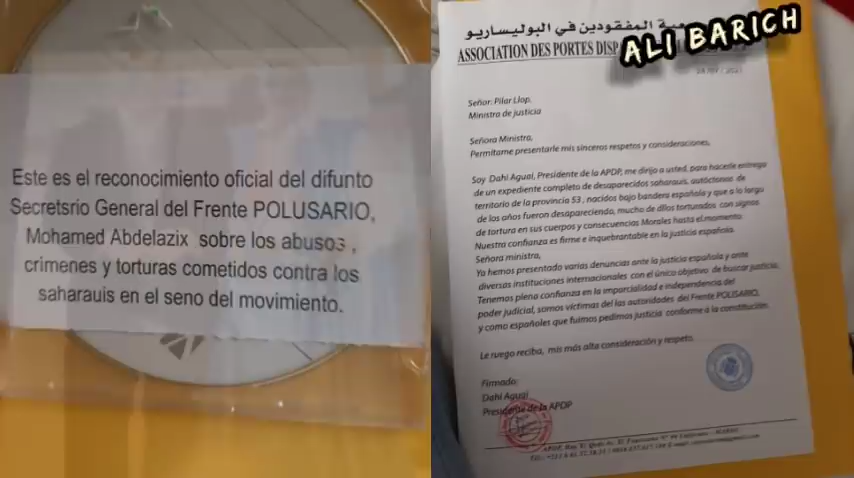 Este es el reconocimiento oficial del difunto
Secretsrio General del Frente POLUSARIO,
Mohamed Abdelazix sobre los abusos,
crimenes y torturas cometidos contra los
saharauis en el seno del movimiento.
المفقودين في البوليساريو
ASSOCIATION DES PORTES
ALI BARICH
Señor: Pilar Llop,
Ministra de justicia
Señora Ministra,
Permítame presentarle mis sinceros respetos y consideraciones,
Soy Dahi Aguai, Presidente de la APDP, me dirijo a usted, para hacerle entrega
de un expediente completo de desaparecidos saharauis, autóctonos de
territorio de la provincia 53, nacidos bajo bandera española y que a lo largo
de los años fueron desapareciendo, mucho de dllos torturados con signos
de tortura en sus cuerpos y consecuencias Morales hasta el momento.
Nuestra confianza es firme e inquebrantable en la justicia española.
Señora ministra,
Ya hemos presentado varias denuncias ante la justicia española y ante
diversas instituciones internacionales con el único objetivo de buscar justicia.
Tenemos plena confianza en la imparcialidad e independencia del
poder judicial, somos víctimas del las autoridades del Frente POLISARIO,
y como españoles que fuimos pedimos justicia conforme a la constitución.
Le ruego reciba, mis más alta consideración y respeto.
Firmado:
Dahi Aguai
Presidente de la APDP